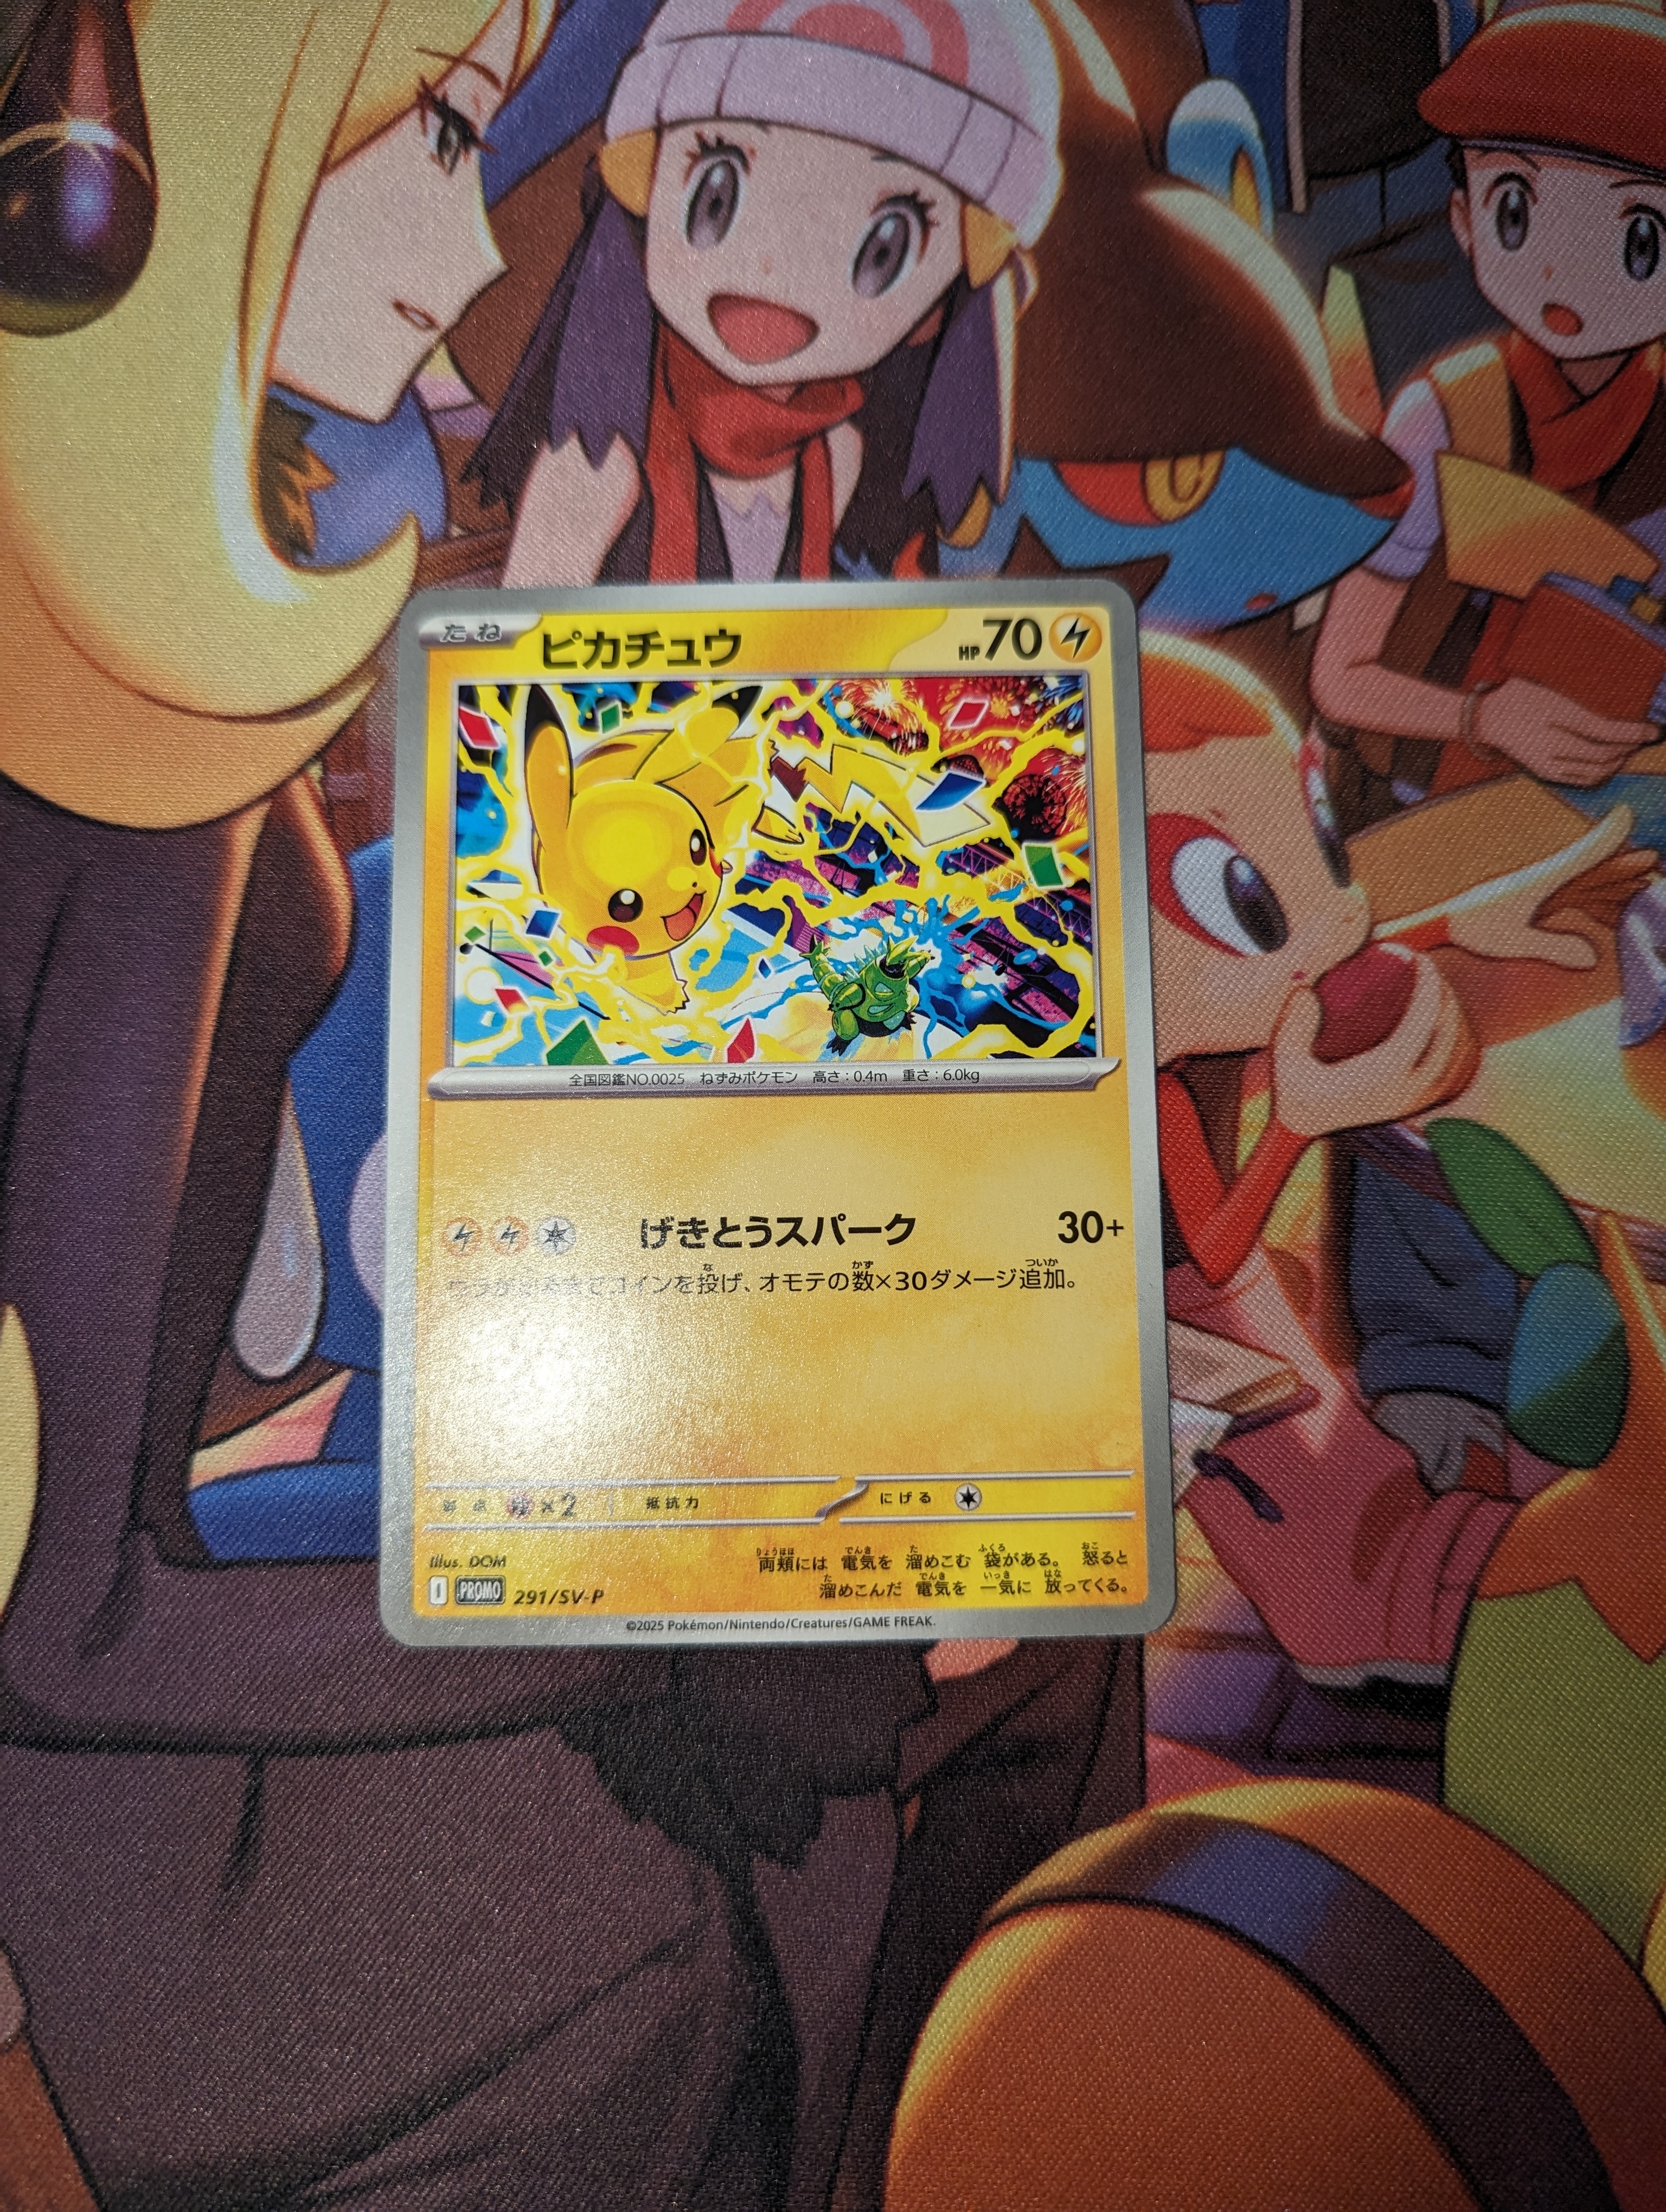 たね ピカチュウ HP70
全国図鑑NO.0025 ねずみポケモン 高さ：0.4m 重さ：6.0kg
げきとうスパーク 30+
コインを投げ、オモテの数×30ダメージ追加。
弱点 ×2 抵抗力 にげる
Illus. DOM
両頬には 電気を 溜めこむ 袋がある。 怒ると
溜めこんだ 電気を 一気に 放ってくる。
I PROMO 291/SV-P
©2025 Pokémon/Nintendo/Creatures/GAME FREAK.